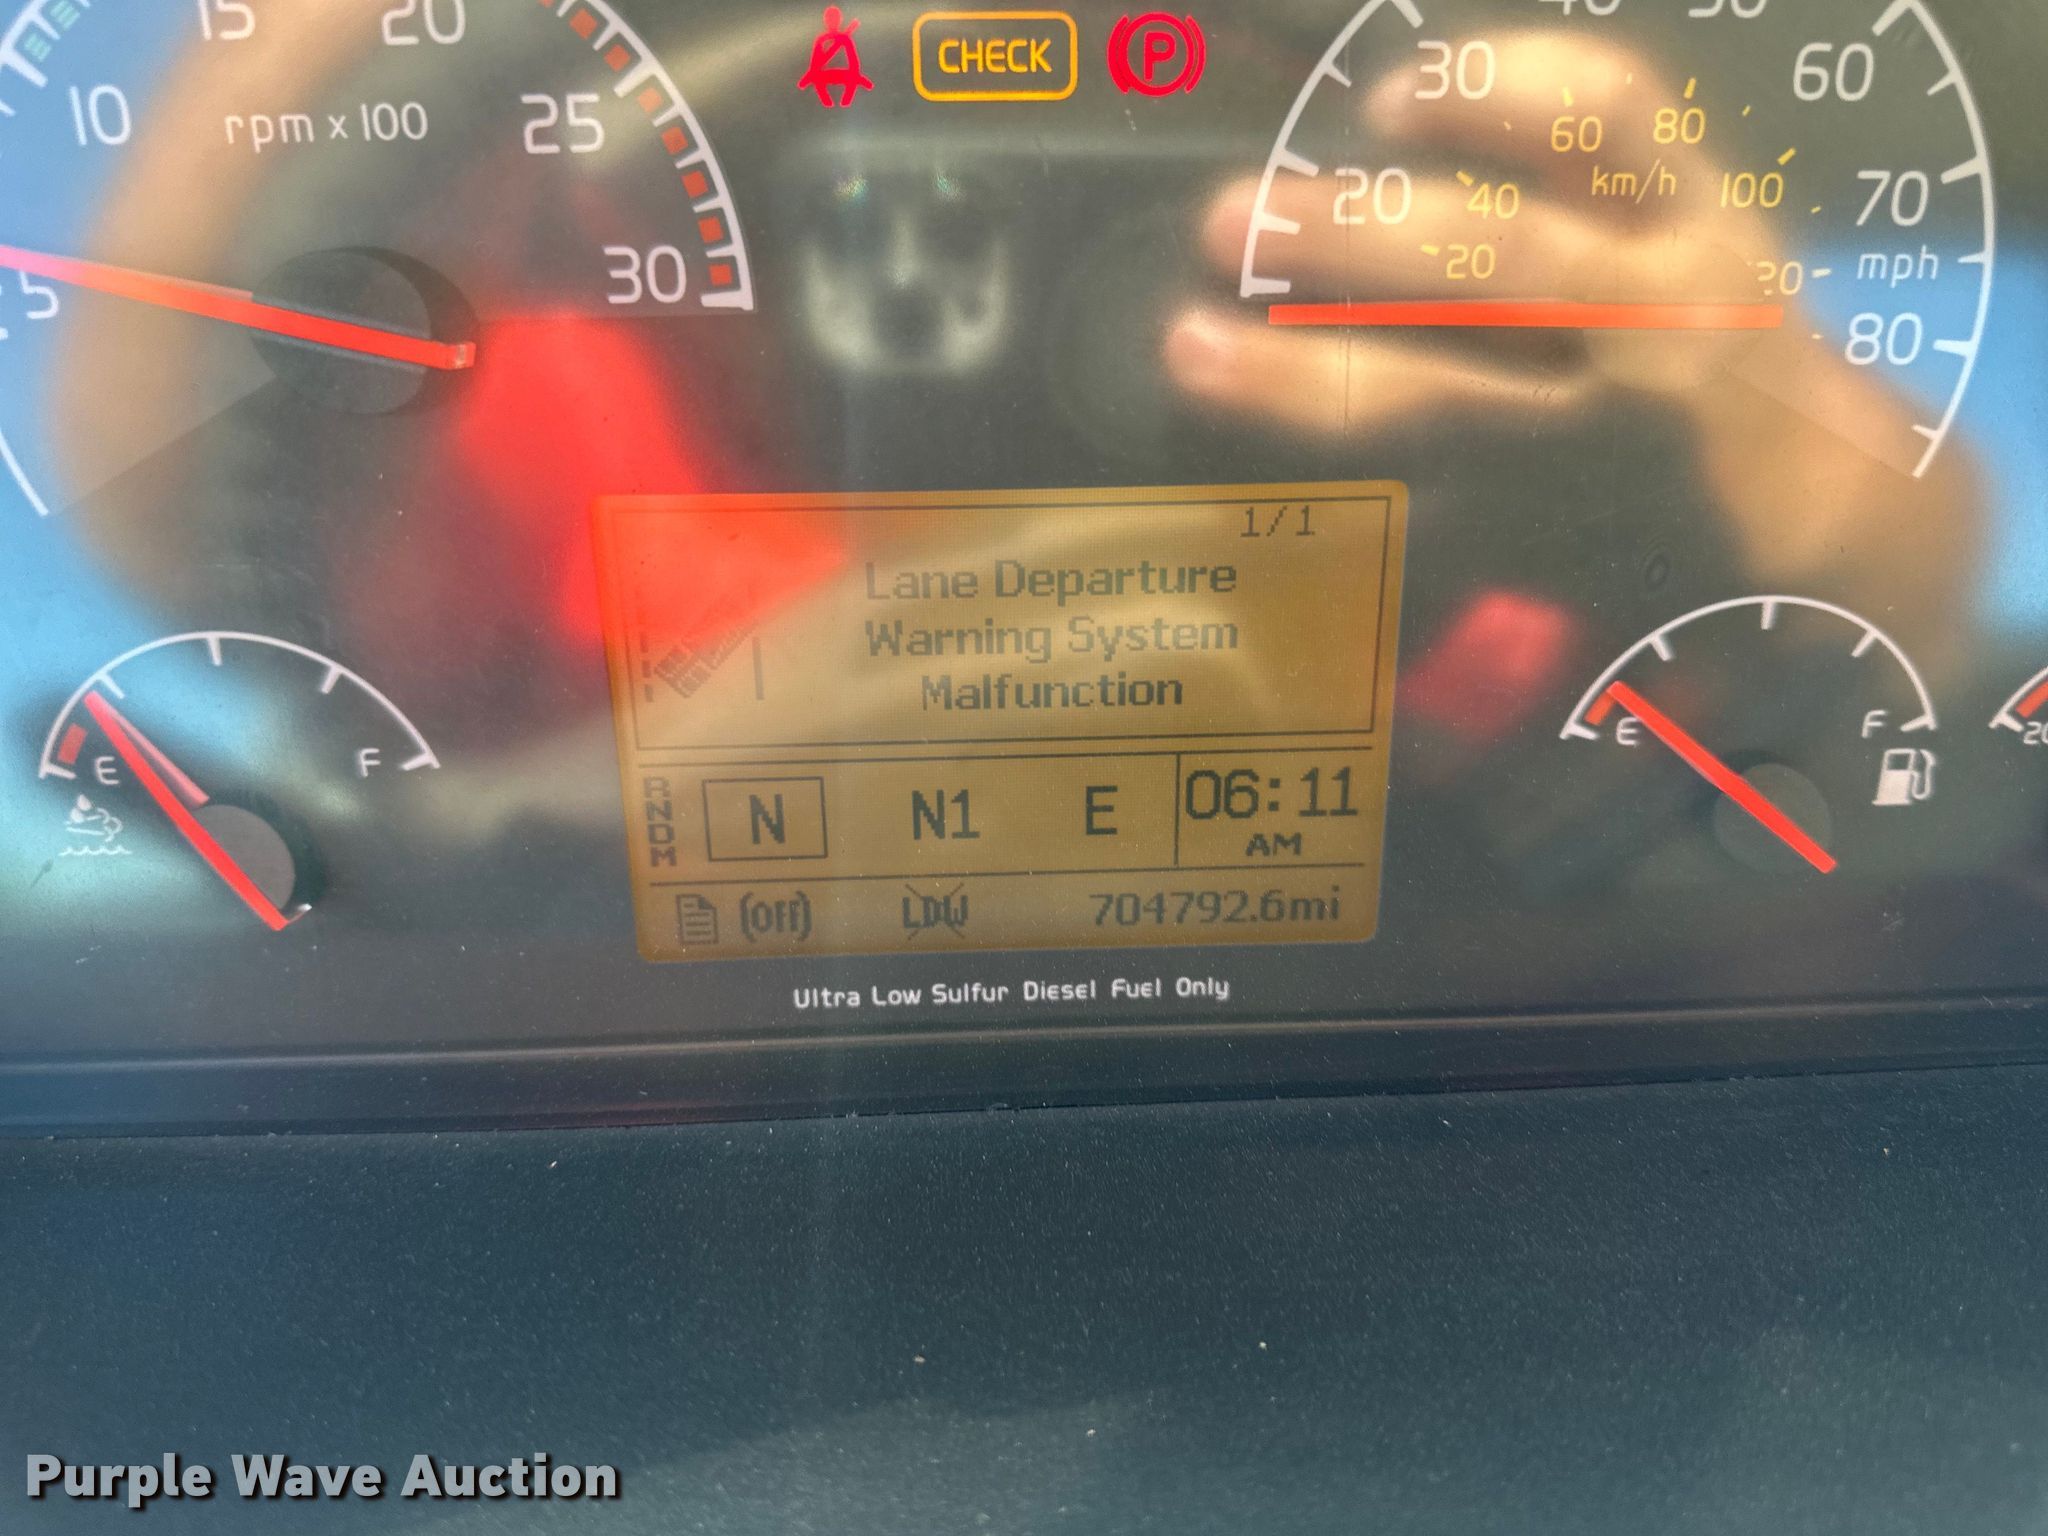 15
20
10
rpm x 100
25
30
5
CHECK
P
30
60
60
80
km/h
20
40
100
70
20
mph
80
1/1
Lane Departure
Warning System
Malfunction
E
F
E
F
R
N
D
M
N
N1
E
06:11
AM
(Off)
LDW
704792.6mi
Ultra Low Sulfur Diesel Fuel Only
Purple Wave Auction